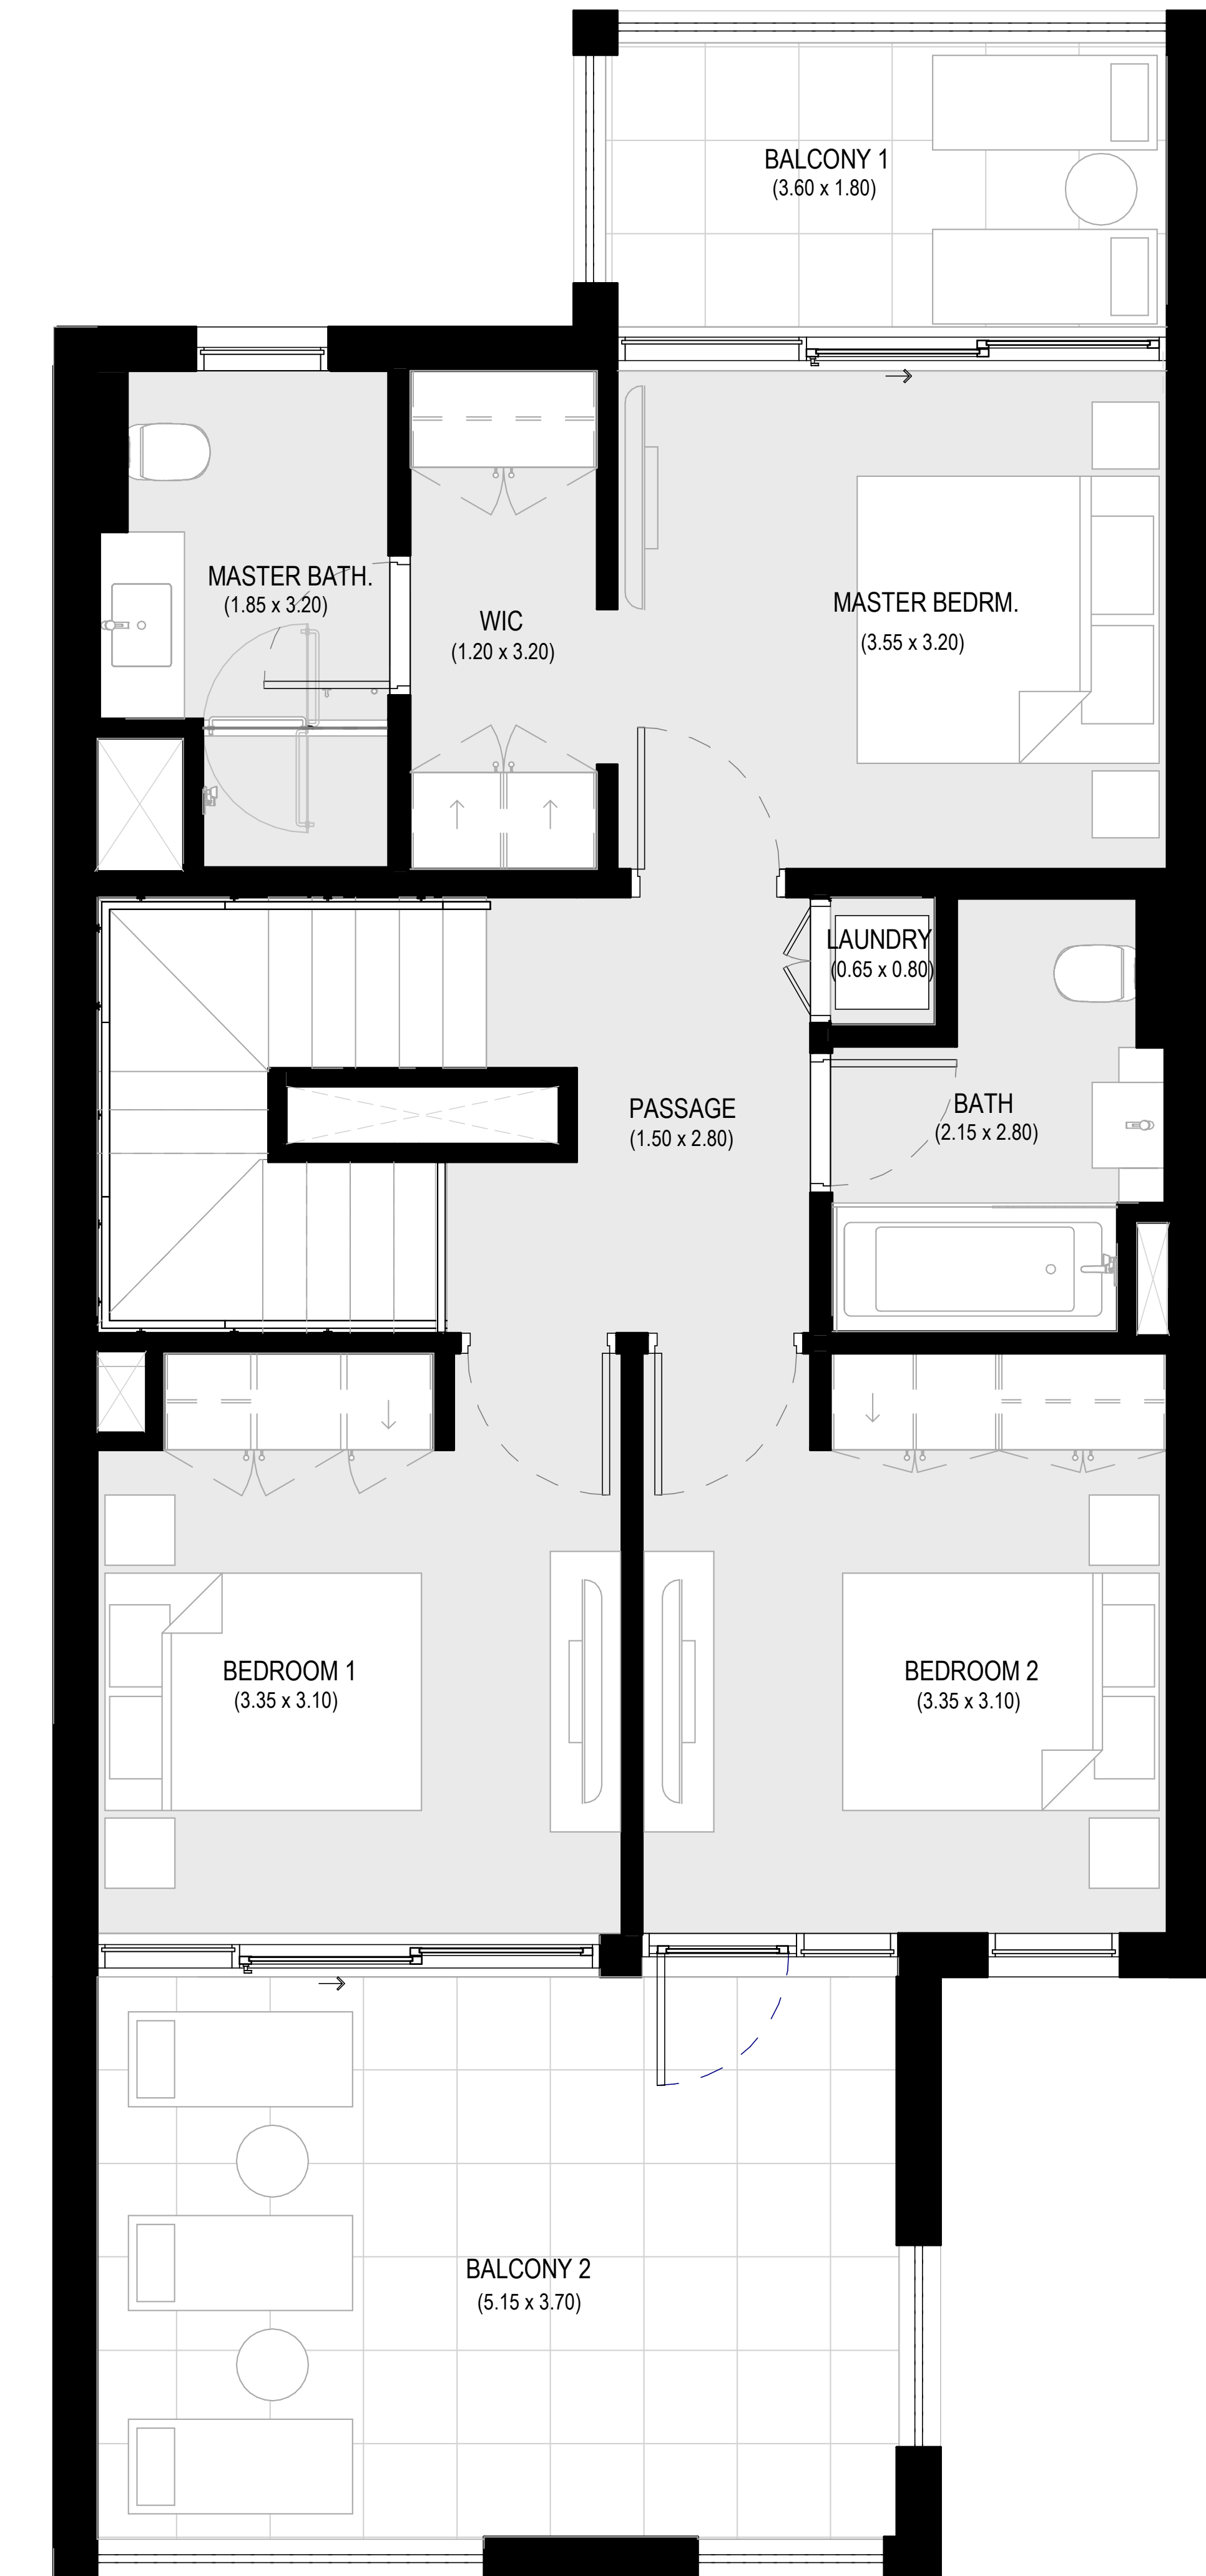 BALCONY 1
(3.60 x 1.80)
MASTER BATH.
(1.85 x 3.20)
WIC
(1.20 x 3.20)
MASTER BEDRM.
(3.55 x 3.20)
LAUNDRY
(0.65 x 0.80)
PASSAGE
(1.50 x 2.80)
BATH
(2.15 x 2.80)
BEDROOM 1
(3.35 x 3.10)
BEDROOM 2
(3.35 x 3.10)
BALCONY 2
(5.15 x 3.70)